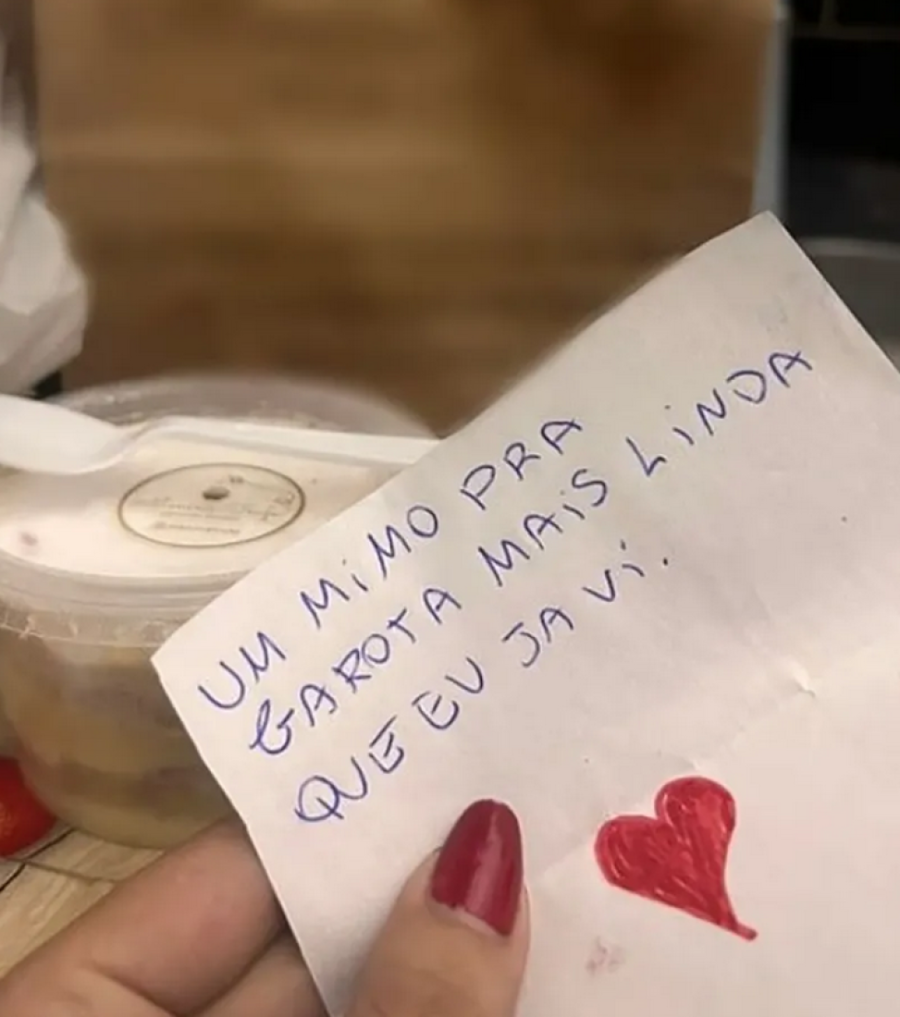 UM MiMO PRA
GAROTA MAiS LiNDA
QUE EU JA Vi.